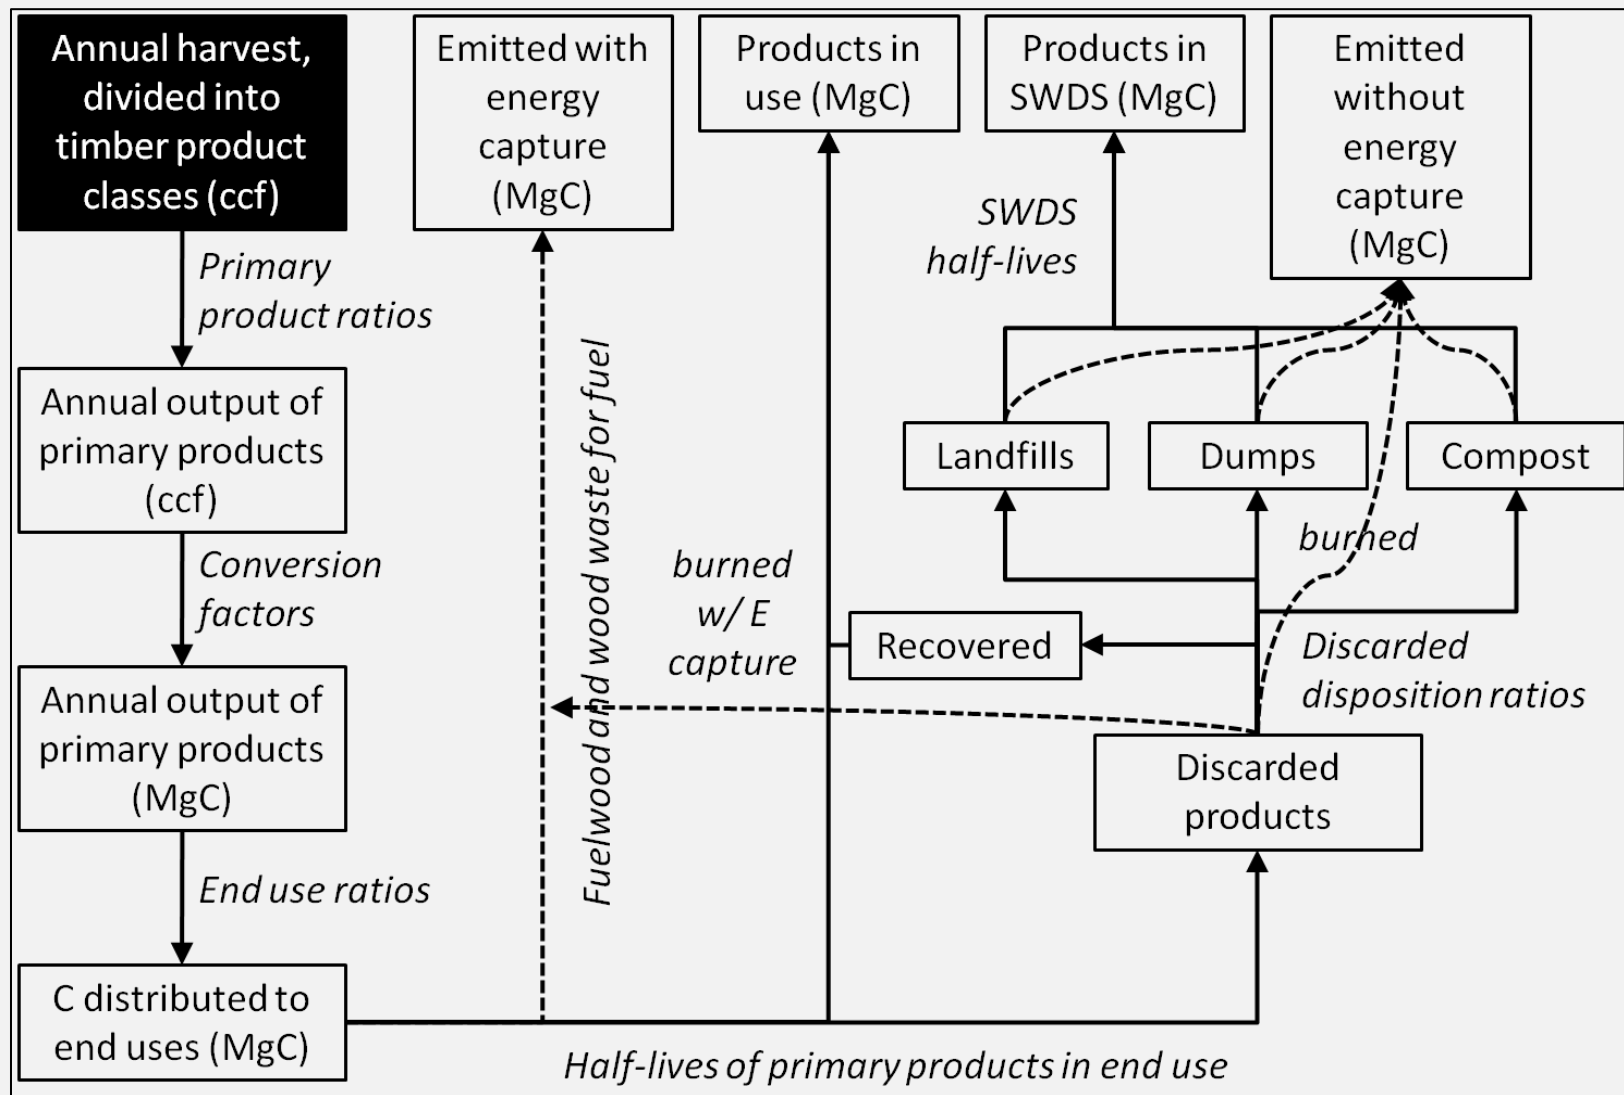 Annual harvest,
divided into
timber product
classes (ccf)
Emitted with
energy
capture
(MgC)
Products in
use (MgC)
Products in
SWDS (MgC)
Emitted
without
energy
capture
(MgC)
Primary
product ratios
SWDS
half-lives
Annual output of
primary products
(ccf)
Fuelwood and wood waste for fuel
Landfills
Dumps
Compost
Conversion
factors
burned
w/ E
capture
burned
Recovered
Discarded
disposition ratios
Annual output of
primary products
(MgC)
Discarded
products
End use ratios
C distributed to
end uses (MgC)
Half-lives of primary products in end use